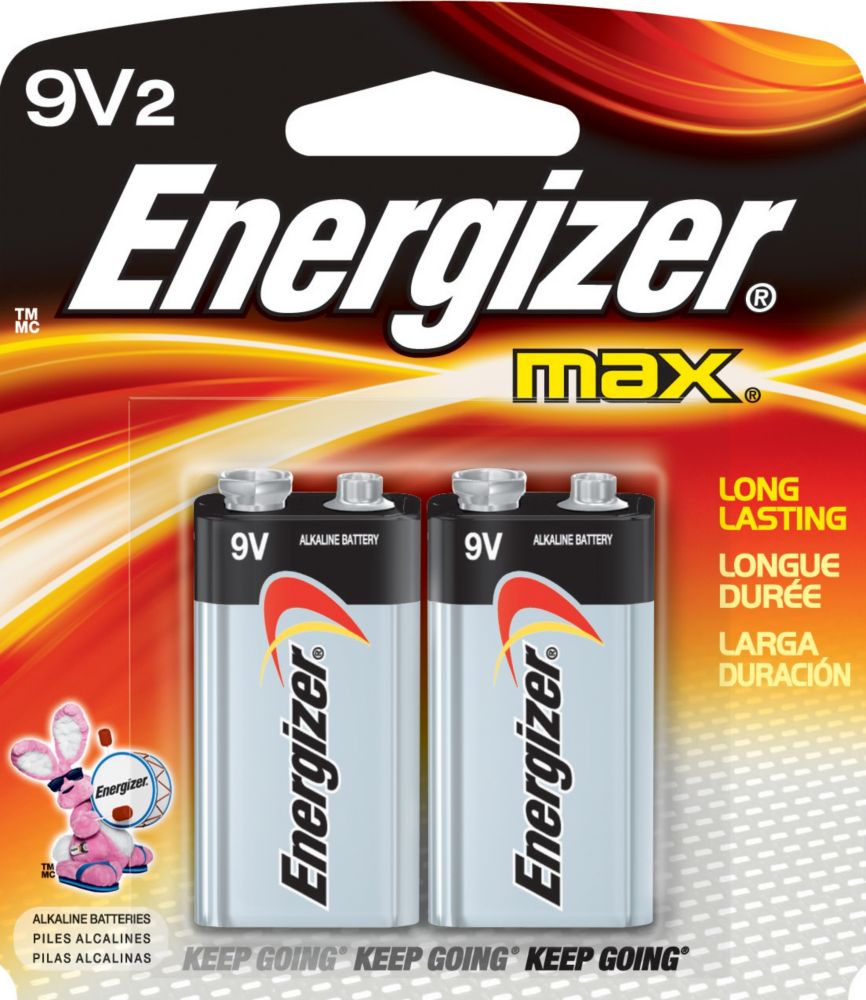 9V2
Energizer®
TM
MC
max®
9V ALKALINE BATTERY
Energizer®
9V ALKALINE BATTERY
Energizer®
LONG
LASTING
LONGUE
DURÉE
LARGA
DURACIÓN
Energizer®
TM
MC
ALKALINE BATTERIES
PILES ALCALINES
PILAS ALCALINAS
KEEP GOING® KEEP GOING® KEEP GOING®